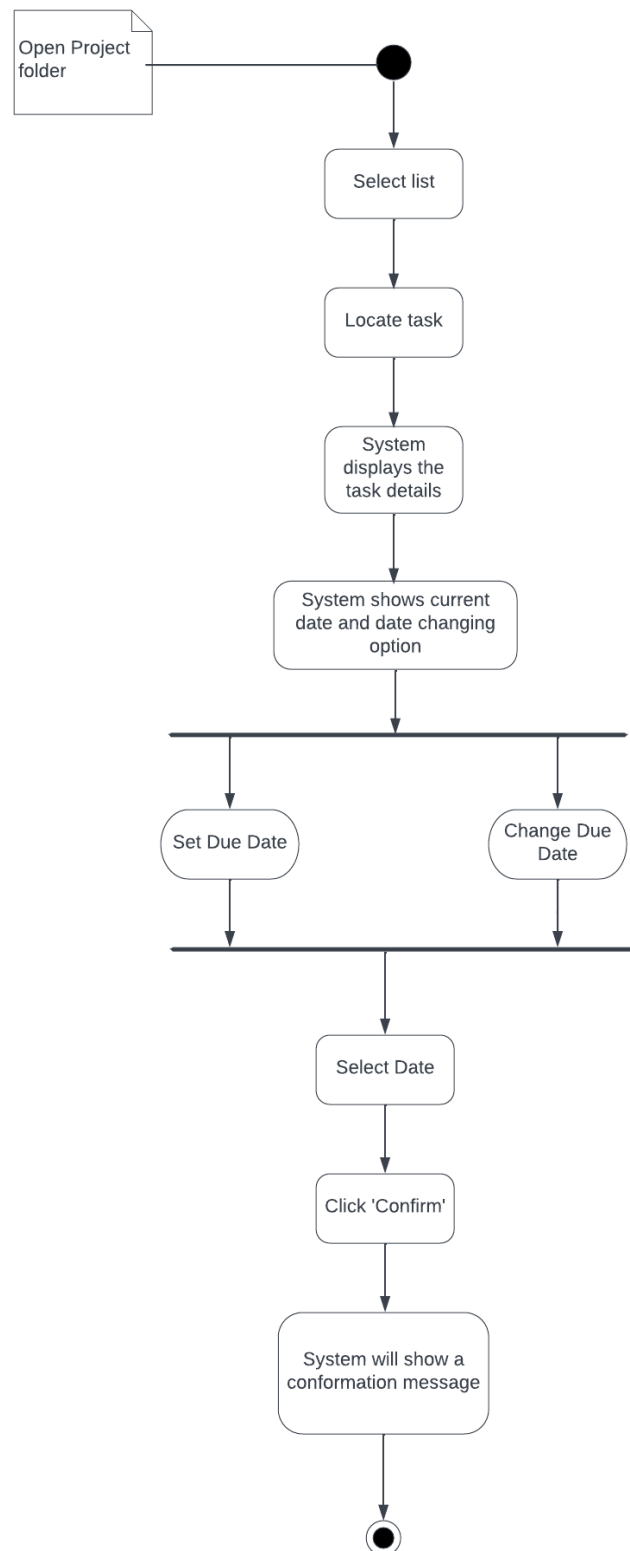 Open Project
folder
Select list
Locate task
System
displays the
task details
System shows current
date and date changing
option
Set Due Date
Change Due
Date
Select Date
Click 'Confirm'
System will show a
conformation message